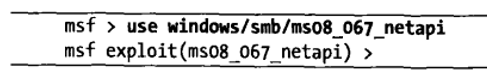 msf > use windows/smb/ms08_067_netapi
msf exploit(ms08_067_netapi) >